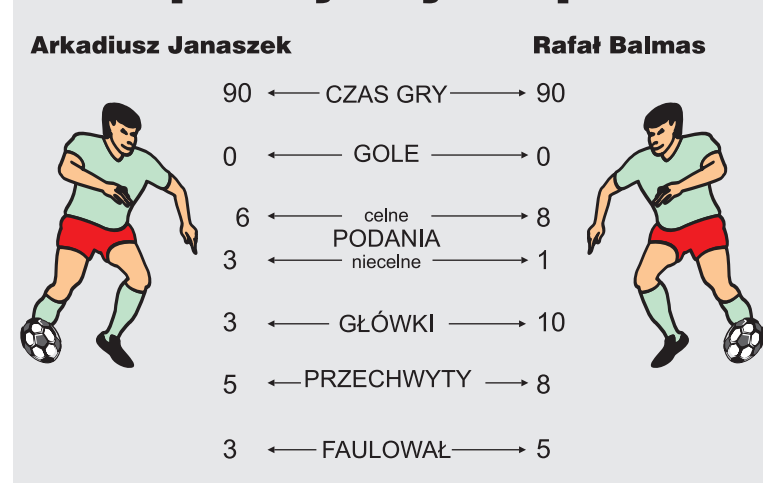 Arkadiusz Janaszek Rafał Balmas
90 CZAS GRY 90
0 GOLE 0
6 celne 8
PODANIA
3 niecelne 1
3 GŁÓWKI 10
5 PRZECHWYTY 8
3 FAULOWAŁ 5